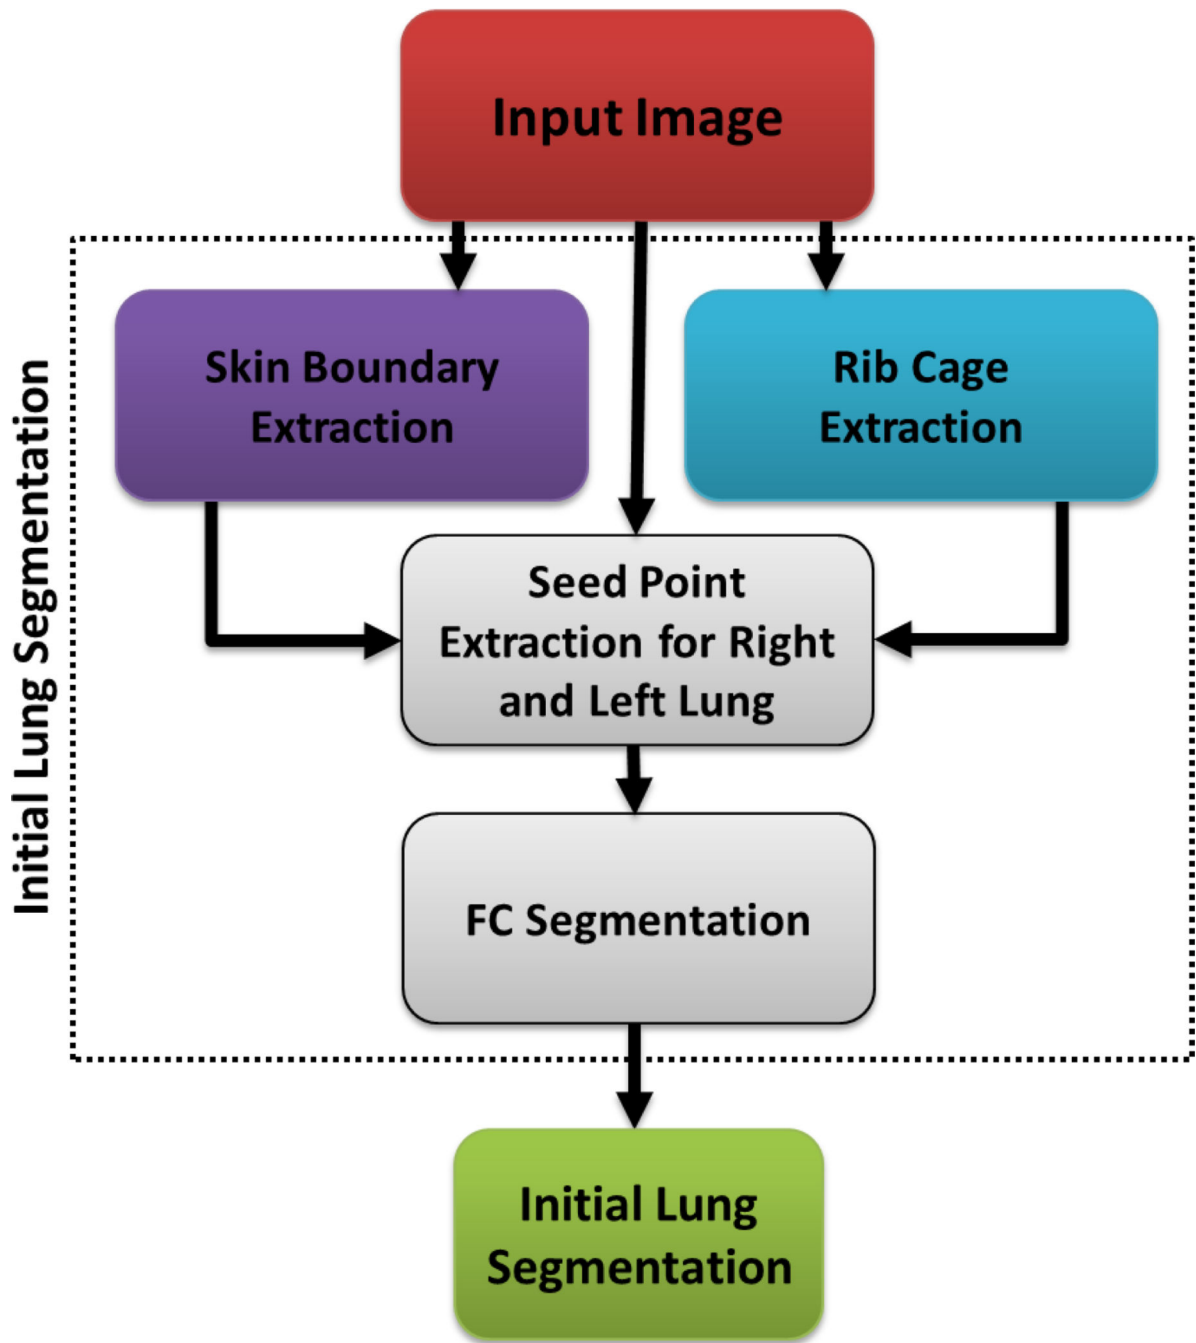 Input Image
Skin Boundary
Extraction
Rib Cage
Extraction
Initial Lung Segmentation
Seed Point
Extraction for Right
and Left Lung
FC Segmentation
Initial Lung
Segmentation